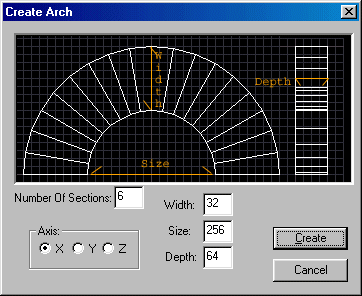 Create Arch
Width
Depth
Size
Number Of Sections: 6
Width: 32
Axis:
X Y Z
Size: 256
Depth: 64
Create
Cancel